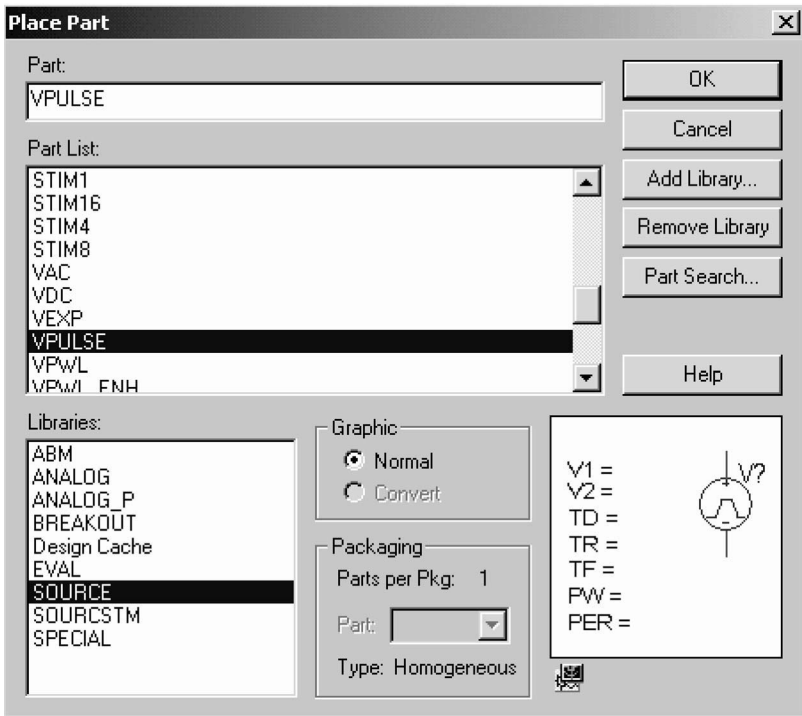 Place Part
Part:
VPULSE
Part List:
STIM1
STIM16
STIM4
STIM8
VAC
VDC
VEXP
VPULSE
VPWL
VPWL_ENH
OK
Cancel
Add Library...
Remove Library
Part Search...
Help
Libraries:
ABM
ANALOG
ANALOG_P
BREAKOUT
Design Cache
EVAL
SOURCE
SOURCSTM
SPECIAL
Graphic
Normal
Convert
Packaging
Parts per Pkg: 1
Part:
Type: Homogeneous
V1 =
V2 =
TD =
TR =
TF =
PW =
PER =
V?